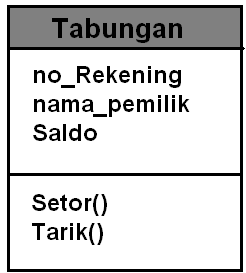 Tabungan
no_Rekening
nama_pemilik
Saldo
Setor()
Tarik()